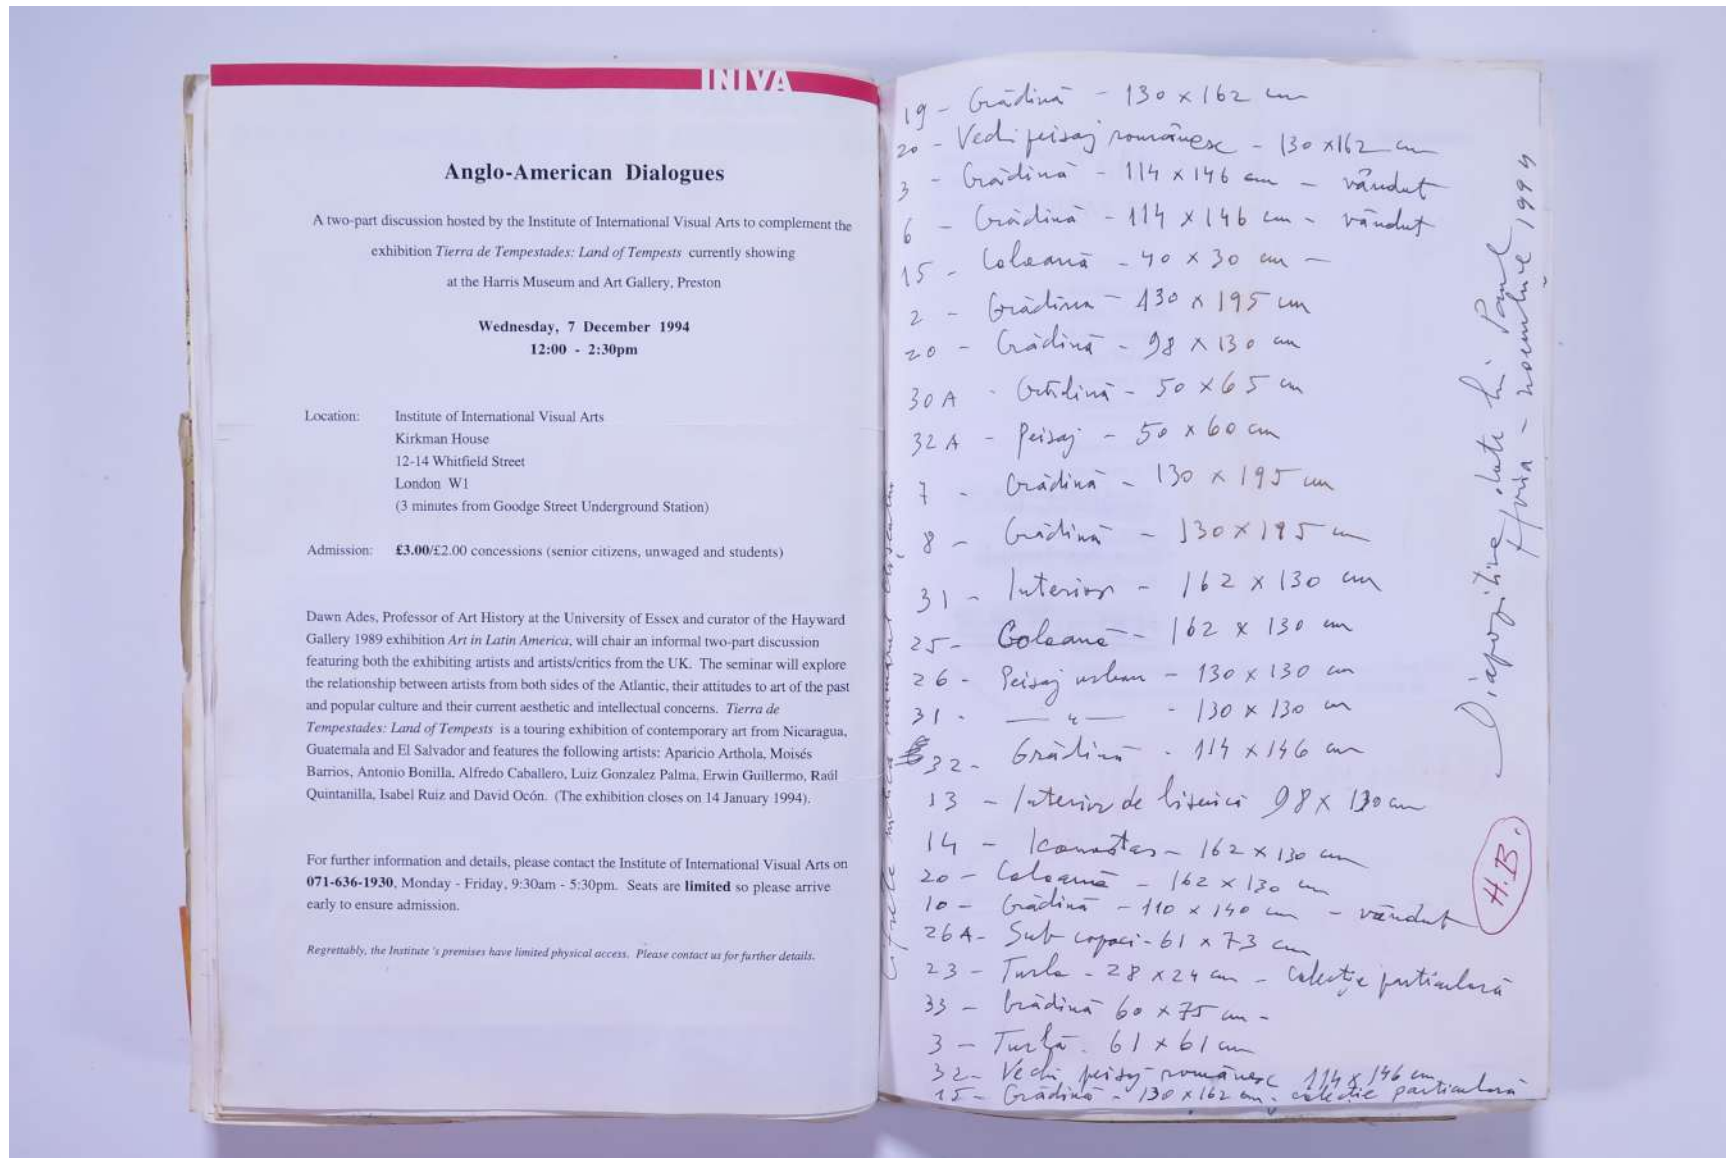 INIVA
Anglo-American Dialogues
A two-part discussion hosted by the Institute of International Visual Arts to complement the
exhibition Tierra de Tempestades: Land of Tempests currently showing
at the Harris Museum and Art Gallery, Preston
Wednesday, 7 December 1994
12:00 - 2:30pm
Location: Institute of International Visual Arts
Kirkman House
12-14 Whitfield Street
London W1
(3 minutes from Goodge Street Underground Station)
Admission: £3.00/£2.00 concessions (senior citizens, unwaged and students)
Dawn Ades, Professor of Art History at the University of Essex and curator of the Hayward
Gallery 1989 exhibition Art in Latin America, will chair an informal two-part discussion
featuring both the exhibiting artists and artists/critics from the UK. The seminar will explore
the relationship between artists from both sides of the Atlantic, their attitudes to art of the past
and popular culture and their current aesthetic and intellectual concerns. Tierra de
Tempestades: Land of Tempests is a touring exhibition of contemporary art from Nicaragua,
Guatemala and El Salvador and features the following artists: Aparicio Arthola, Moisés
Barrios, Antonio Bonilla, Alfredo Caballero, Luiz Gonzalez Palma, Erwin Guillermo, Raúl
Quintanilla, Isabel Ruiz and David Ocón. (The exhibition closes on 14 January 1994).
For further information and details, please contact the Institute of International Visual Arts on
071-636-1930, Monday - Friday, 9:30am - 5:30pm. Seats are limited so please arrive
early to ensure admission.
Regrettably, the Institute's premises have limited physical access. Please contact us for further details.
Cifrele indică numărul clișeului
19 - Grădină - 130 x 162 cm
20 - Vechi peisaj românesc - 130 x 162 cm
3 - Grădină - 114 x 146 cm - vândut
6 - Grădină - 114 x 146 cm - vândut
15 - Coloană - 40 x 30 cm -
2 - Grădina - 130 x 195 cm
20 - Grădină - 98 x 130 cm
30 A - Grădină - 50 x 65 cm
32 A - Peisaj - 50 x 60 cm
7 - Grădină - 130 x 195 cm
8 - Grădină - 130 x 195 cm
31 - Interior - 162 x 130 cm
25 - Coloană - 162 x 130 cm
26 - Peisaj urban - 130 x 130 cm
31 - — " — - 130 x 130 cm
32 - Grădină - 114 x 146 cm
13 - Interior de biserică 98 x 130 cm
14 - Iconostas - 162 x 130 cm
20 - Coloană - 162 x 130 cm
10 - Grădină - 110 x 140 cm - vândut
26A - Sub copaci - 61 x 73 cm
23 - Turla - 28 x 24 cm - colecție particulară
33 - Grădină 60 x 75 cm -
3 - Turlă - 61 x 61 cm
32 - Vechi peisaj românesc 114 x 146 cm
15 - Grădină - 130 x 162 cm - colecție particulară
Diapozitive date lui Paul
Horia - noembrie 1994
H.B.